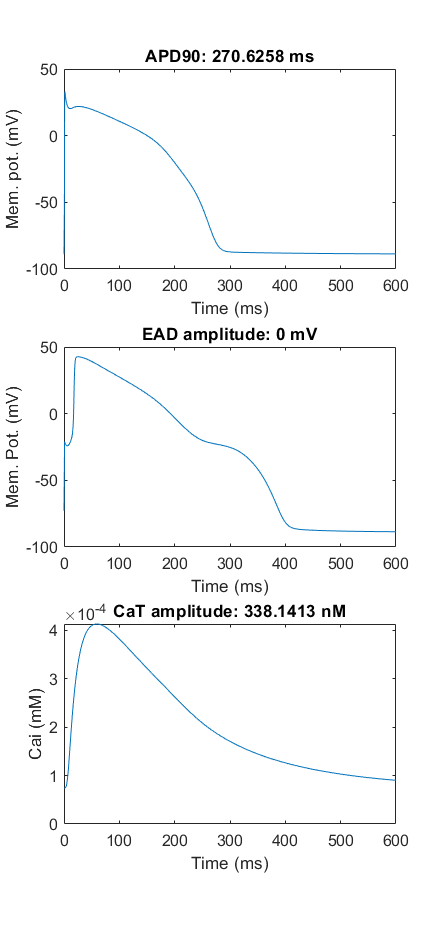 APD90: 270.6258 ms
50
0
-50
-100
Mem. pot. (mV)
0 100 200 300 400 500 600
Time (ms)
EAD amplitude: 0 mV
50
0
-50
-100
Mem. Pot. (mV)
0 100 200 300 400 500 600
Time (ms)
×10-4 CaT amplitude: 338.1413 nM
4
3
2
1
0
Cai (mM)
0 100 200 300 400 500 600
Time (ms)